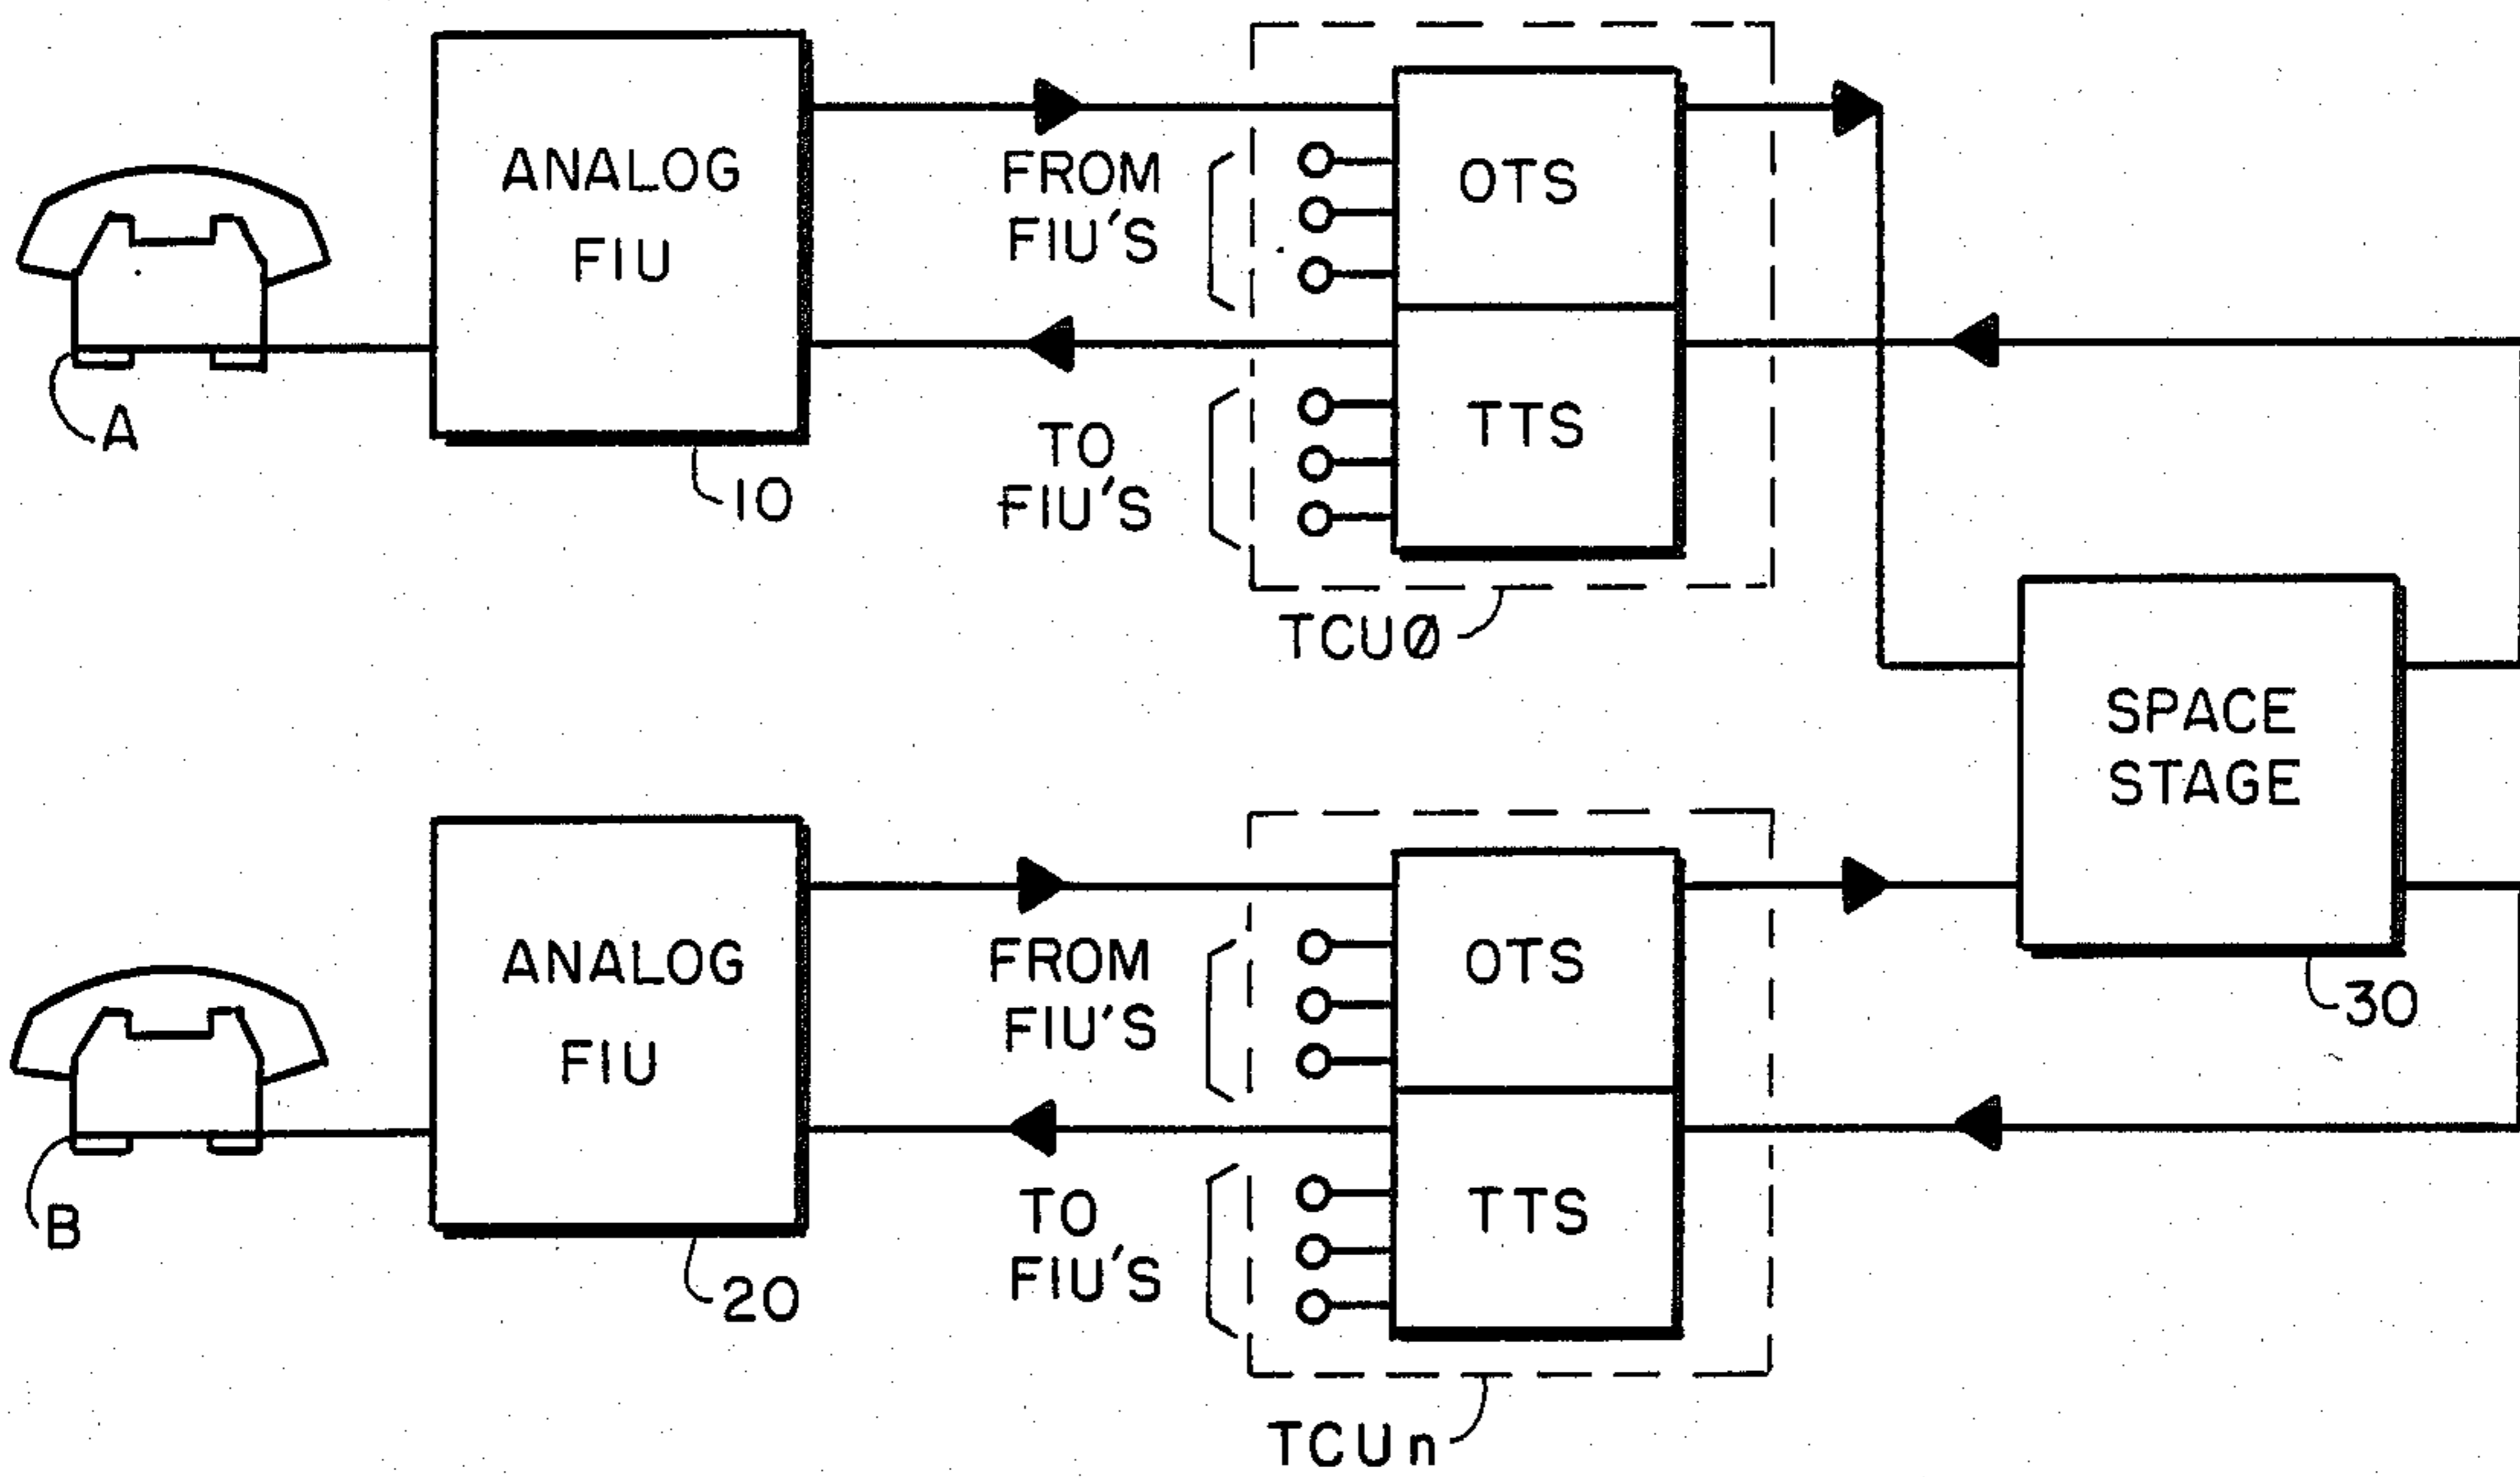 ANALOG
FIU
10
A
FROM
FIU'S
TO
FIU'S
OTS
TTS
TCUØ
SPACE
STAGE
30
ANALOG
FIU
20
B
FROM
FIU'S
TO
FIU'S
OTS
TTS
TCUn